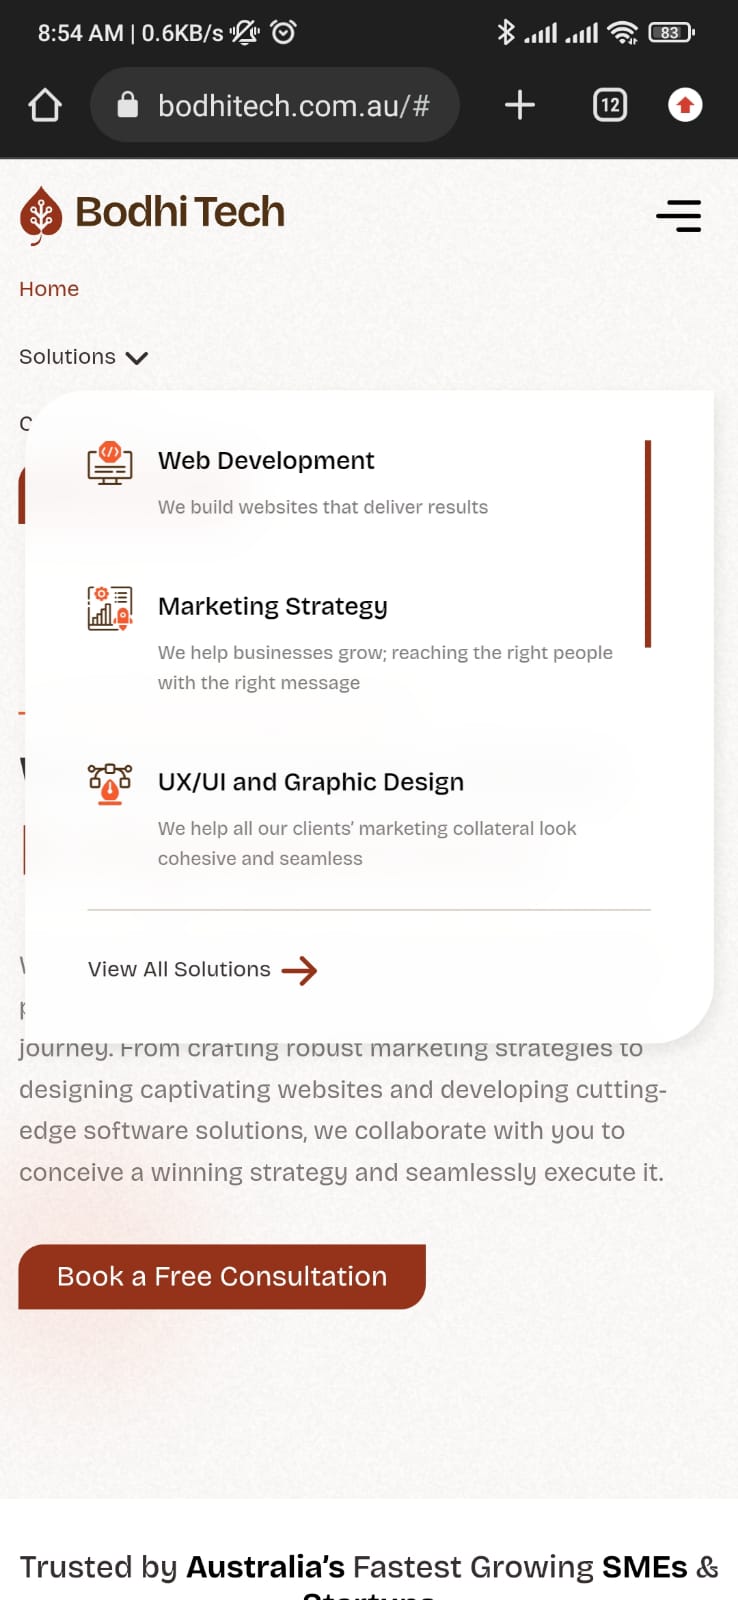 8:54 AM | 0.6KB/s
83
bodhitech.com.au/#
12
Bodhi Tech
Home
Solutions
Web Development
We build websites that deliver results
Marketing Strategy
We help businesses grow; reaching the right people
with the right message
UX/UI and Graphic Design
We help all our clients' marketing collateral look
cohesive and seamless
View All Solutions
journey. From crafting robust marketing strategies to
designing captivating websites and developing cutting-
edge software solutions, we collaborate with you to
conceive a winning strategy and seamlessly execute it.
Book a Free Consultation
Trusted by Australia's Fastest Growing SMEs &
Startups